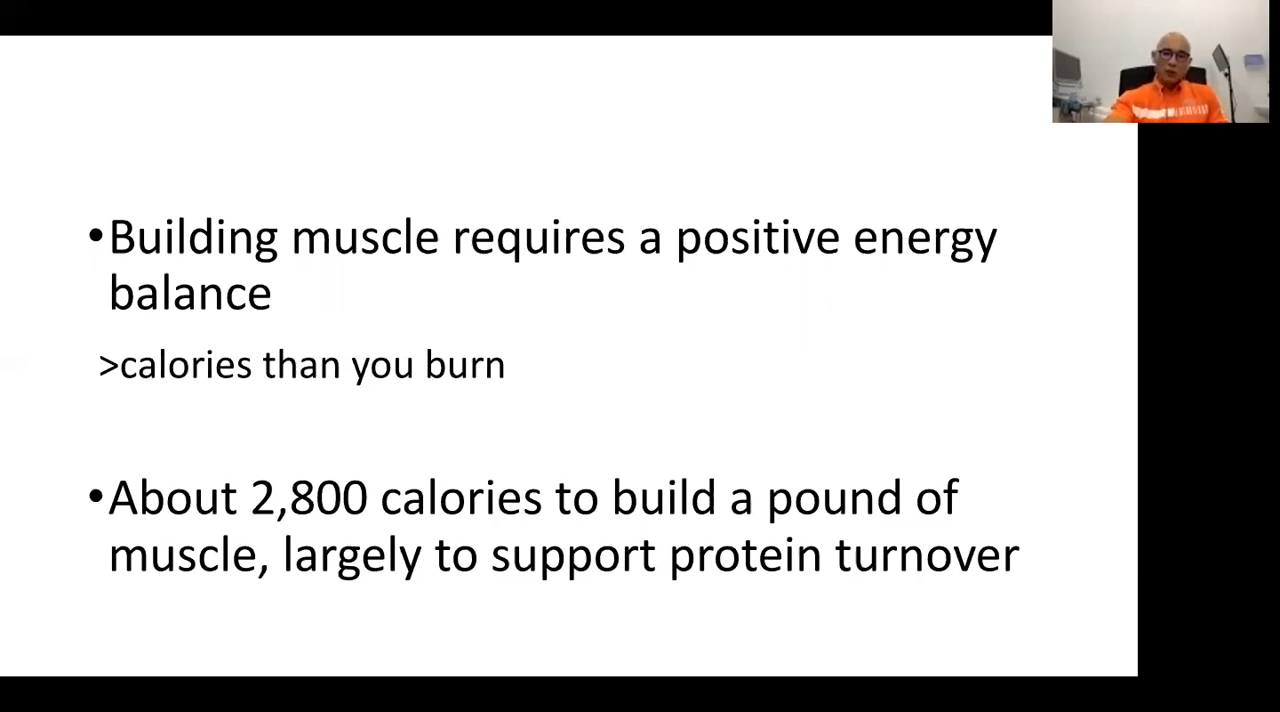 •Building muscle requires a positive energy
balance
>calories than you burn
•About 2,800 calories to build a pound of
muscle, largely to support protein turnover